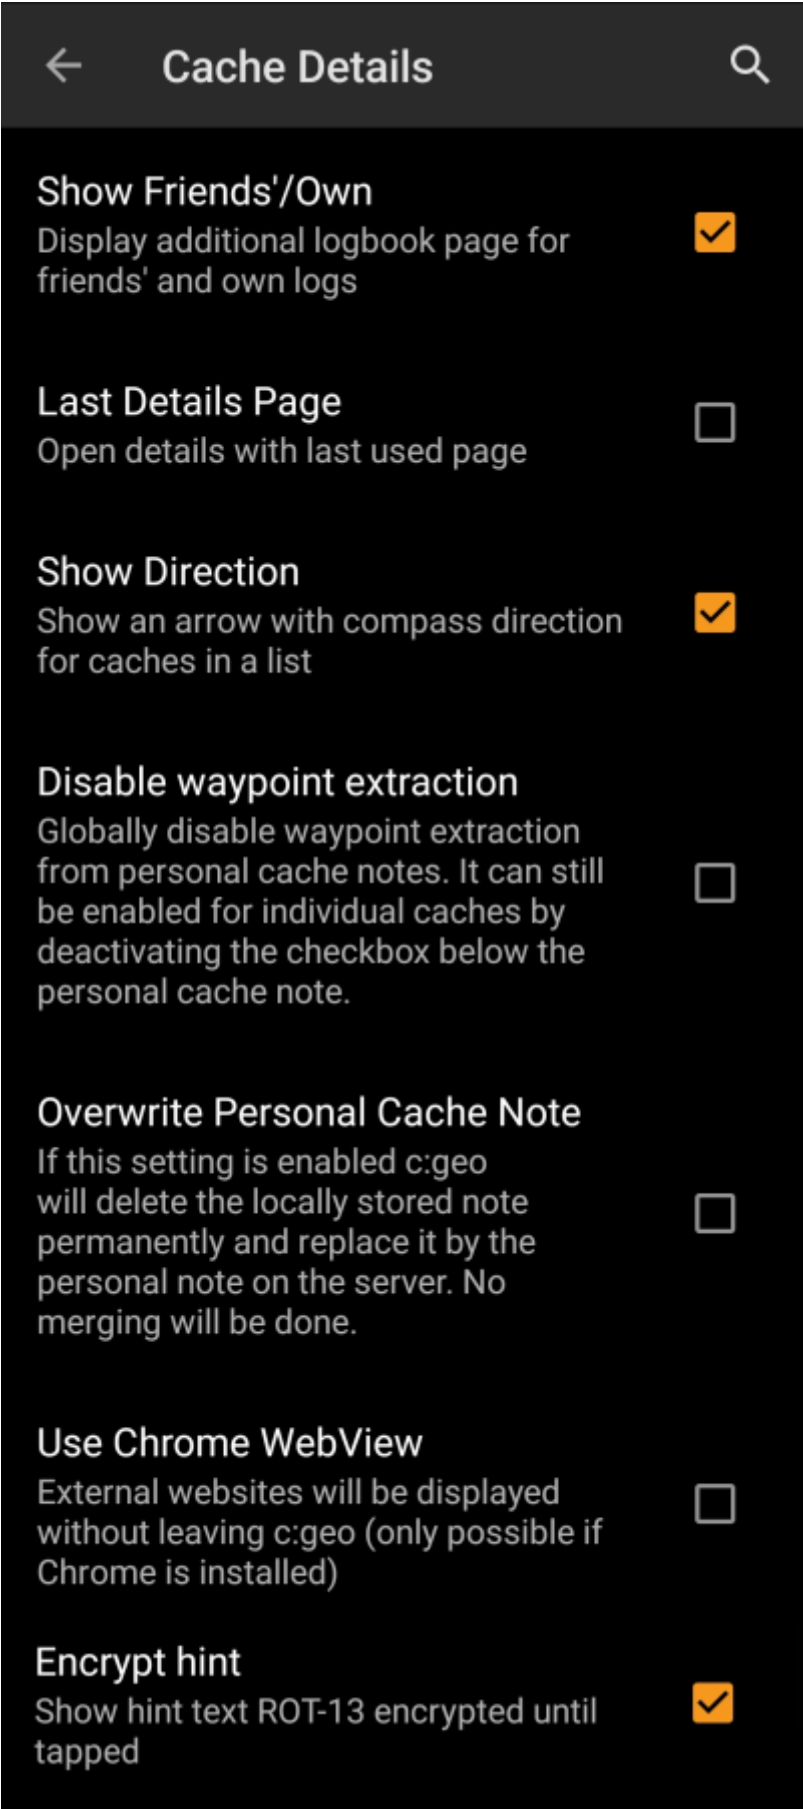 Cache Details
Show Friends'/Own
Display additional logbook page for
friends' and own logs
Last Details Page
Open details with last used page
Show Direction
Show an arrow with compass direction
for caches in a list
Disable waypoint extraction
Globally disable waypoint extraction
from personal cache notes. It can still
be enabled for individual caches by
deactivating the checkbox below the
personal cache note.
Overwrite Personal Cache Note
If this setting is enabled c:geo
will delete the locally stored note
permanently and replace it by the
personal note on the server. No
merging will be done.
Use Chrome WebView
External websites will be displayed
without leaving c:geo (only possible if
Chrome is installed)
Encrypt hint
Show hint text ROT-13 encrypted until
tapped